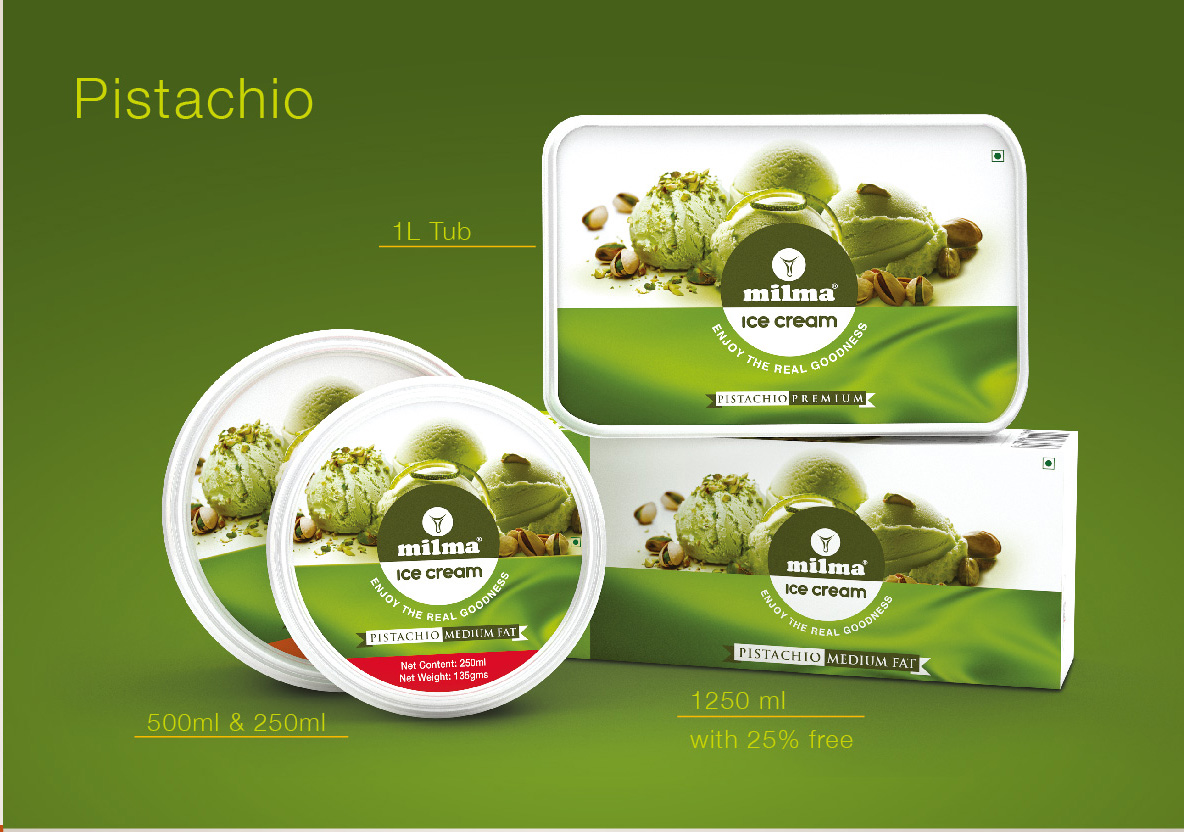 Pistachio
1L Tub
milma®
ice cream
ENJOY THE REAL GOODNESS
PISTACHIO PREMIUM
milma®
ice cream
ENJOY THE REAL GOODNESS
PISTACHIO MEDIUM FAT
Net Content: 250ml
Net Weight: 135gms
milma®
ice cream
ENJOY THE REAL GOODNESS
PISTACHIO MEDIUM FAT
500ml & 250ml
1250 ml
with 25% free